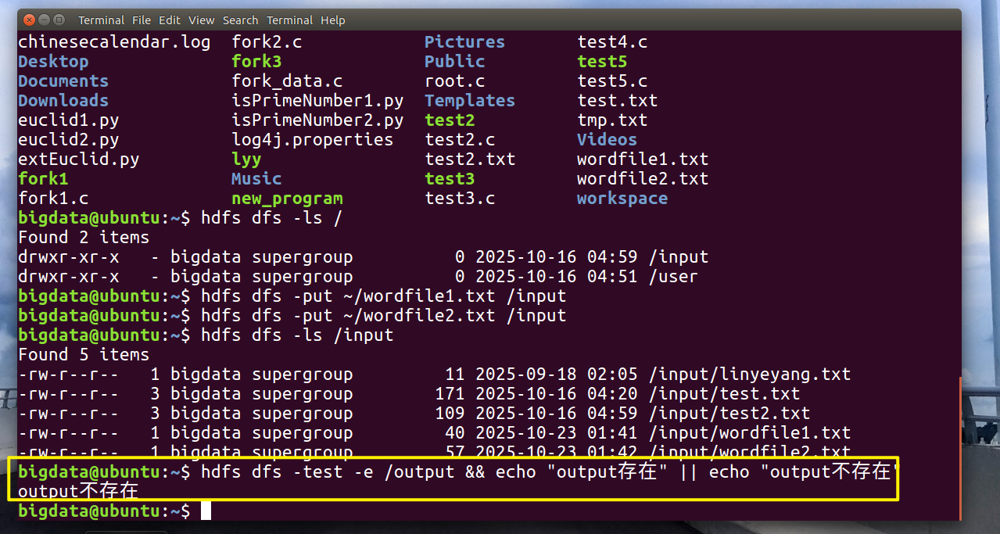 Terminal File Edit View Search Terminal Help
chinesecalendar.log fork2.c Pictures test4.c
Desktop fork3 Public test5
Documents fork_data.c root.c test5.c
Downloads isPrimeNumber1.py Templates test.txt
euclid1.py isPrimeNumber2.py test2 tmp.txt
euclid2.py log4j.properties test2.c Videos
extEuclid.py lyy test2.txt wordfile1.txt
fork1 Music test3 wordfile2.txt
fork1.c new_program test3.c workspace
bigdata@ubuntu:~$ hdfs dfs -ls /
Found 2 items
drwxr-xr-x - bigdata supergroup 0 2025-10-16 04:59 /input
drwxr-xr-x - bigdata supergroup 0 2025-10-16 04:51 /user
bigdata@ubuntu:~$ hdfs dfs -put ~/wordfile1.txt /input
bigdata@ubuntu:~$ hdfs dfs -put ~/wordfile2.txt /input
bigdata@ubuntu:~$ hdfs dfs -ls /input
Found 5 items
-rw-r--r-- 1 bigdata supergroup 11 2025-09-18 02:05 /input/linyeyang.txt
-rw-r--r-- 3 bigdata supergroup 171 2025-10-16 04:20 /input/test.txt
-rw-r--r-- 3 bigdata supergroup 109 2025-10-16 04:59 /input/test2.txt
-rw-r--r-- 1 bigdata supergroup 40 2025-10-23 01:41 /input/wordfile1.txt
-rw-r--r-- 1 bigdata supergroup 57 2025-10-23 01:42 /input/wordfile2.txt
bigdata@ubuntu:~$ hdfs dfs -test -e /output && echo "output存在" || echo "output不存在"
output不存在
bigdata@ubuntu:~$